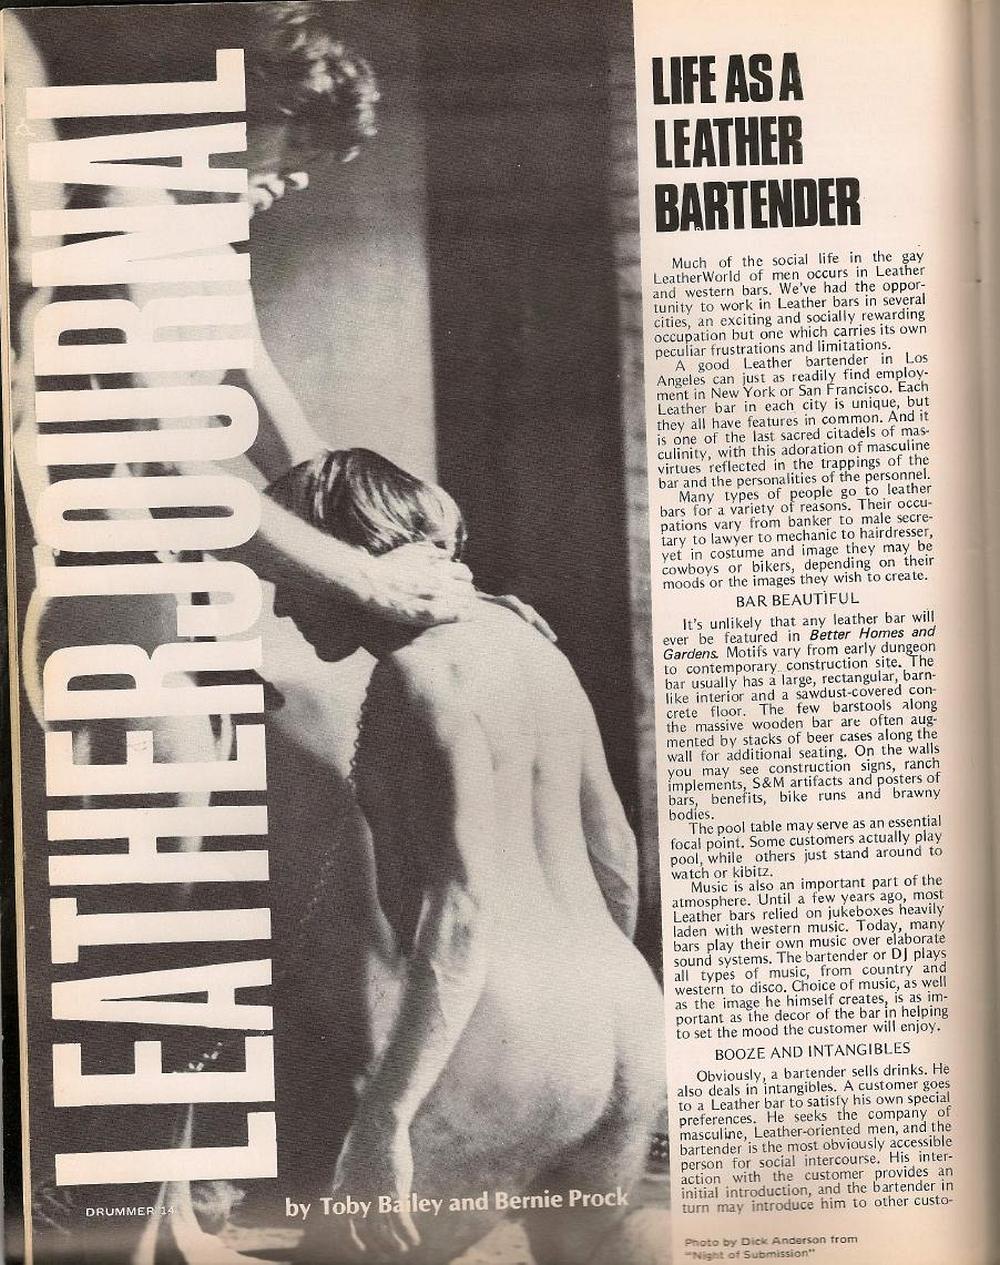 LEATHER JOURNAL
by Toby Bailey and Bernie Prock
DRUMMER 14
LIFE AS A
LEATHER
BARTENDER
Much of the social life in the gay
LeatherWorld of men occurs in Leather
and western bars. We've had the oppor-
tunity to work in Leather bars in several
cities, an exciting and socially rewarding
occupation but one which carries its own
peculiar frustrations and limitations.
A good Leather bartender in Los
Angeles can just as readily find employ-
ment in New York or San Francisco. Each
Leather bar in each city is unique, but
they all have features in common. And it
is one of the last sacred citadels of mas-
culinity, with this adoration of masculine
virtues reflected in the trappings of the
bar and the personalities of the personnel.
Many types of people go to leather
bars for a variety of reasons. Their occu-
pations vary from banker to male secre-
tary to lawyer to mechanic to hairdresser,
yet in costume and image they may be
cowboys or bikers, depending on their
moods or the images they wish to create.
BAR BEAUTIFUL
It's unlikely that any leather bar will
ever be featured in Better Homes and
Gardens. Motifs vary from early dungeon
to contemporary construction site. The
bar usually has a large, rectangular, barn-
like interior and a sawdust-covered con-
crete floor. The few barstools along
the massive wooden bar are often aug-
mented by stacks of beer cases along the
wall for additional seating. On the walls
you may see construction signs, ranch
implements, S&M artifacts and posters of
bars, benefits, bike runs and brawny
bodies.
The pool table may serve as an essential
focal point. Some customers actually play
pool, while others just stand around to
watch or kibitz.
Music is also an important part of the
atmosphere. Until a few years ago, most
Leather bars relied on jukeboxes heavily
laden with western music. Today, many
bars play their own music over elaborate
sound systems. The bartender or DJ plays
all types of music, from country and
western to disco. Choice of music, as well
as the image he himself creates, is as im-
portant as the decor of the bar in helping
to set the mood the customer will enjoy.
BOOZE AND INTANGIBLES
Obviously, a bartender sells drinks. He
also deals in intangibles. A customer goes
to a Leather bar to satisfy his own special
preferences. He seeks the company of
masculine, Leather-oriented men, and the
bartender is the most obviously accessible
person for social intercourse. His inter-
action with the customer provides an
initial introduction, and the bartender in
turn may introduce him to other custo-
Photo by Dick Anderson from
"Night of Submission"